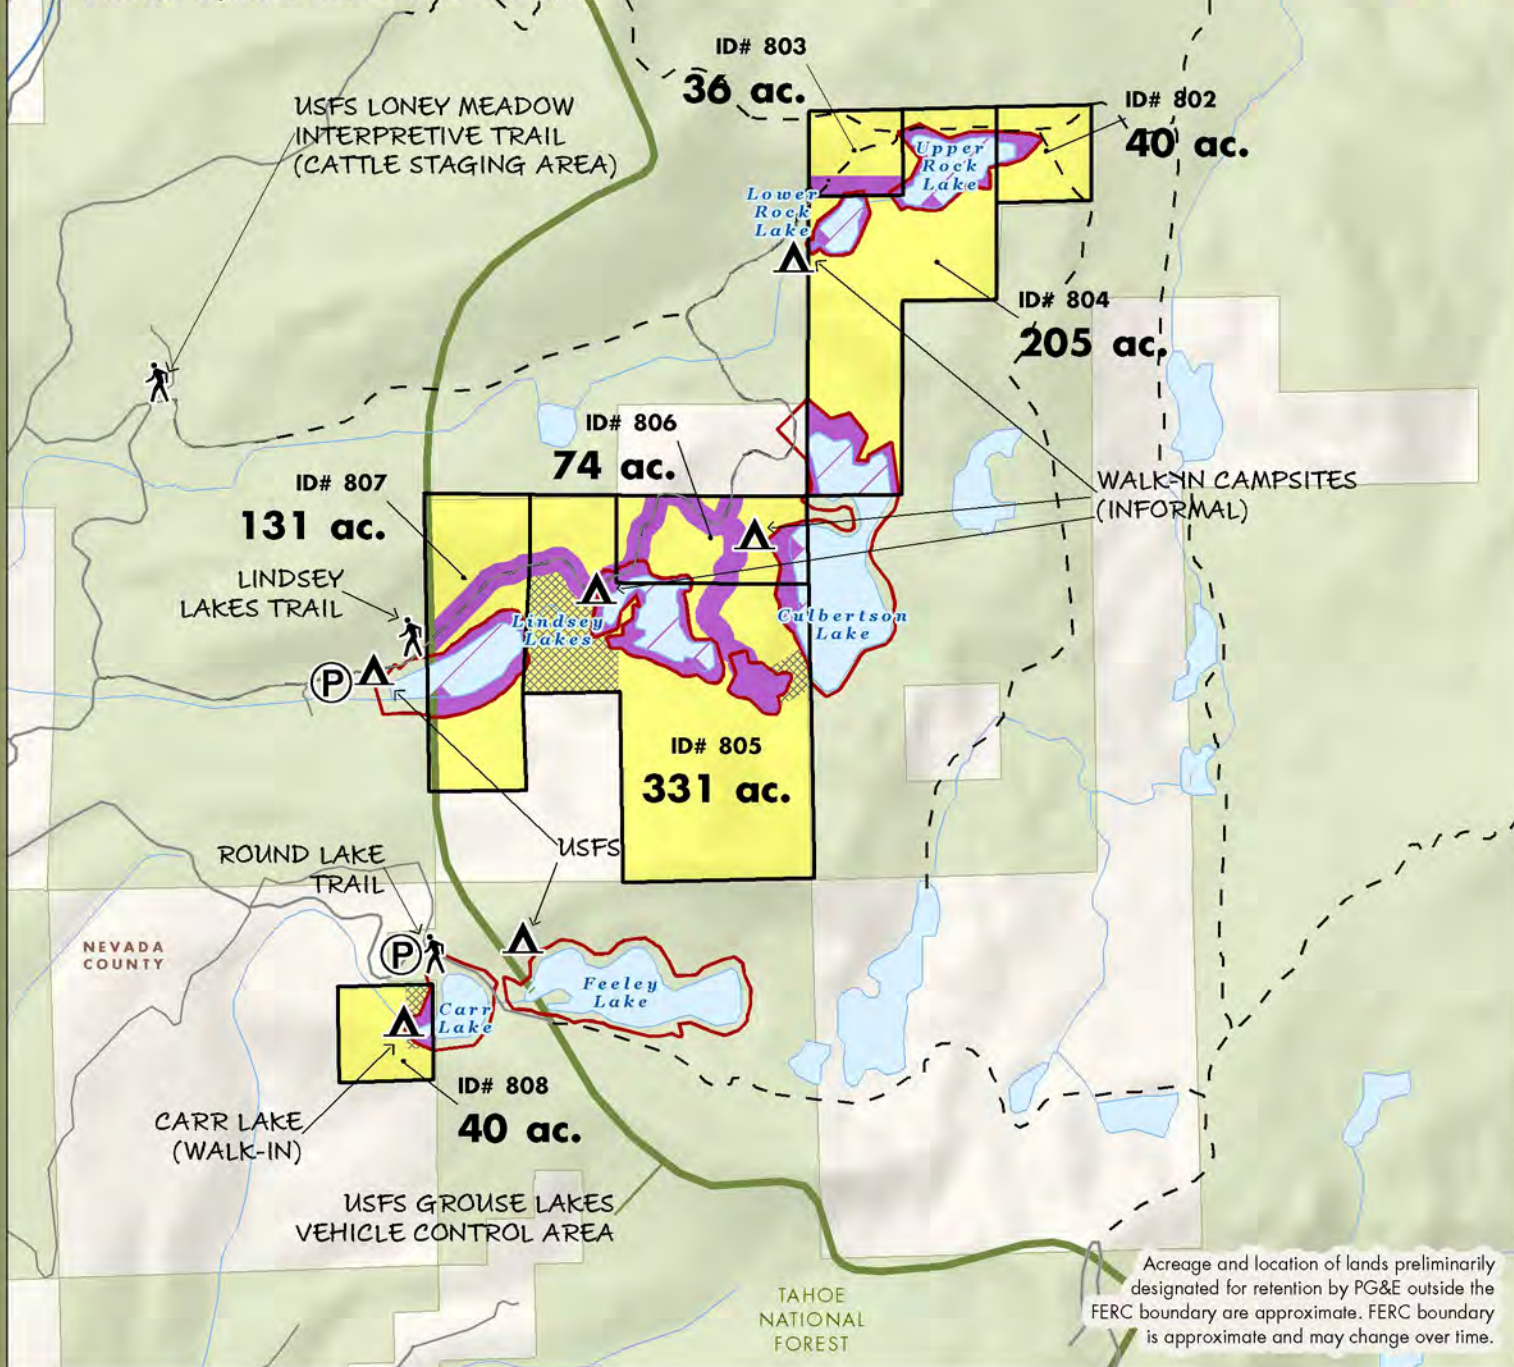 ID# 803
36 ac.
ID# 802
40 ac.
USFS LONEY MEADOW
INTERPRETIVE TRAIL
(CATTLE STAGING AREA)
Upper
Rock
Lake
Lower
Rock
Lake
ID# 804
205 ac.
ID# 806
74 ac.
WALK-IN CAMPSITES
(INFORMAL)
ID# 807
131 ac.
LINDSEY
LAKES TRAIL
Lindsey
Lakes
Culbertson
Lake
P
ID# 805
331 ac.
USFS
ROUND LAKE
TRAIL
NEVADA
COUNTY
P
Feeley
Lake
Carr
Lake
ID# 808
40 ac.
CARR LAKE
(WALK-IN)
USFS GROUSE LAKES
VEHICLE CONTROL AREA
TAHOE
NATIONAL
FOREST
Acreage and location of lands preliminarily
designated for retention by PG&E outside the
FERC boundary are approximate. FERC boundary
is approximate and may change over time.